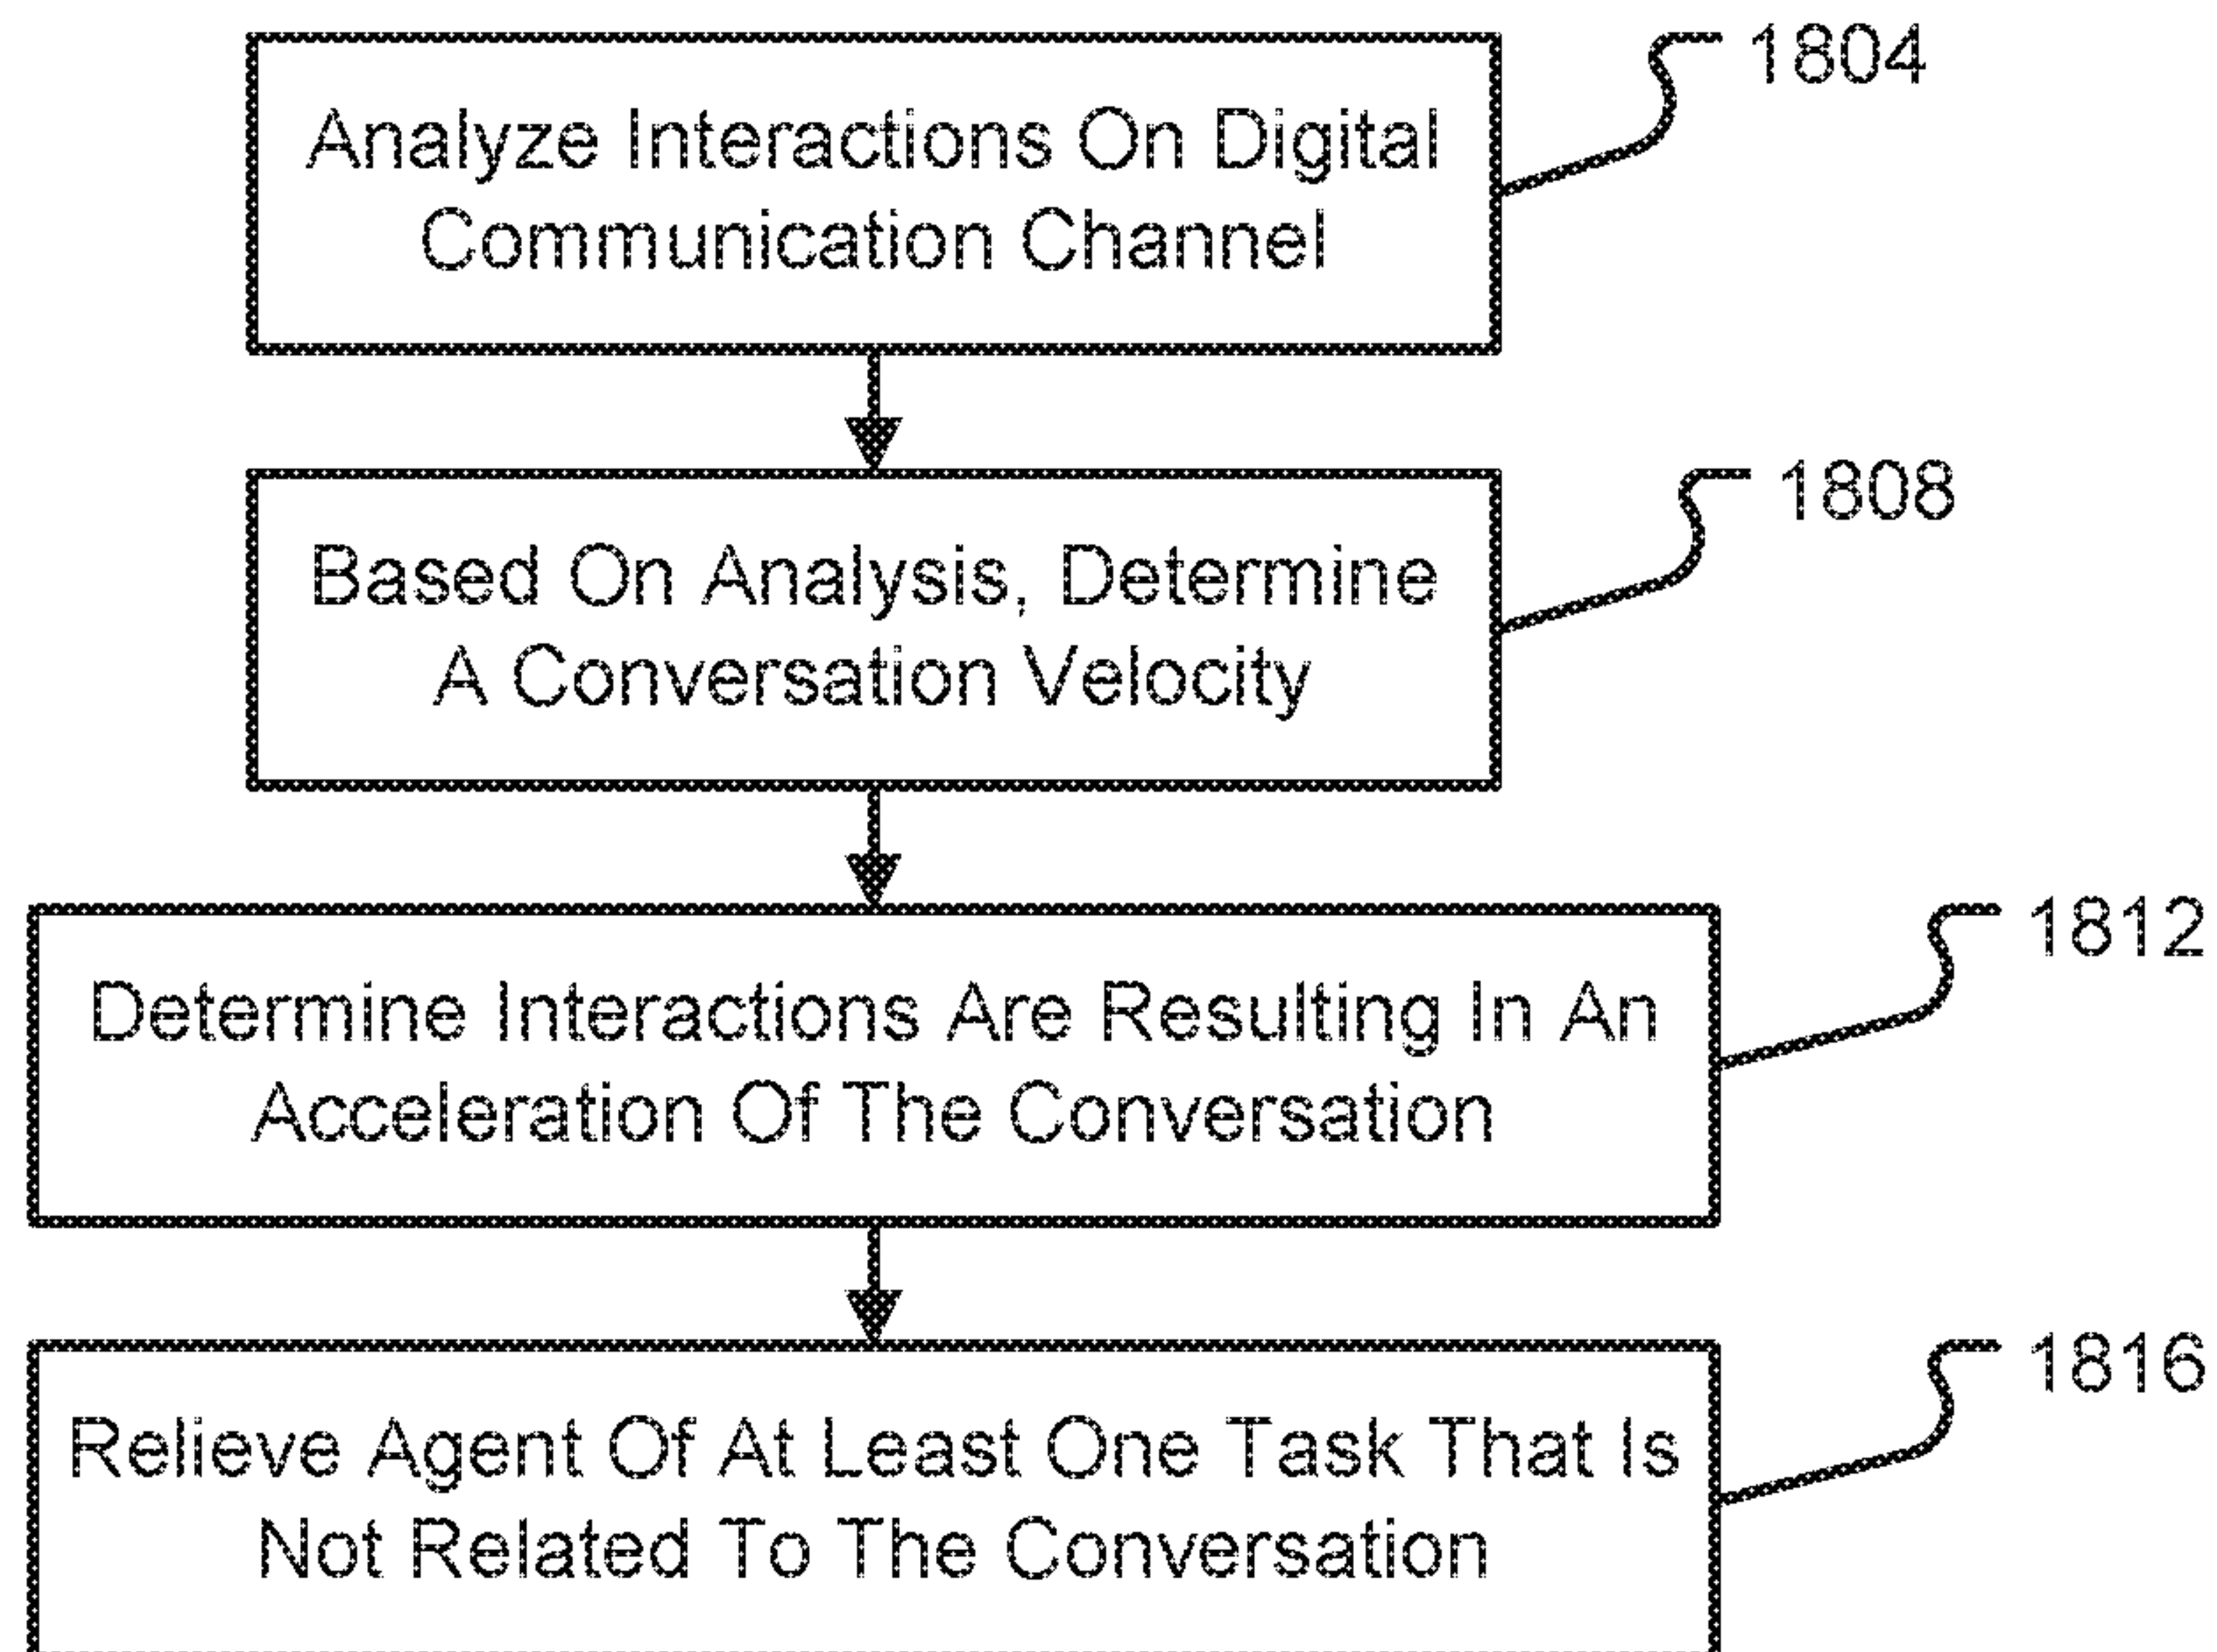 1804
Analyze Interactions On Digital
Communication Channel
1808
Based On Analysis, Determine
A Conversation Velocity
1812
Determine Interactions Are Resulting In An
Acceleration Of The Conversation
1816
Relieve Agent Of At Least One Task That Is
Not Related To The Conversation